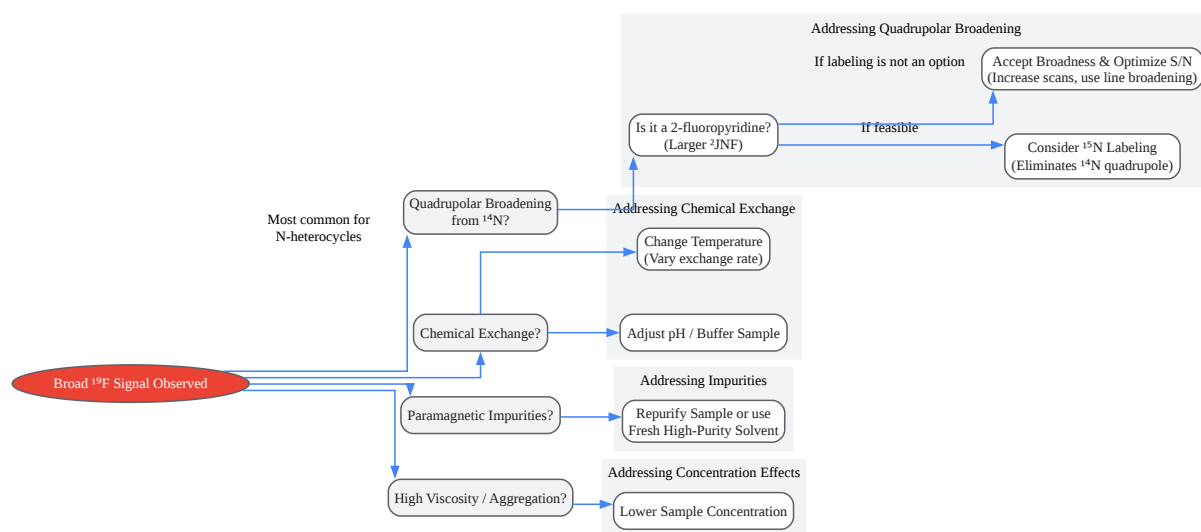 Addressing Quadrupolar Broadening
If labeling is not an option
Accept Broadness & Optimize S/N
(Increase scans, use line broadening)
Is it a 2-fluoropyridine?
(Larger ²JNF)
If feasible
Consider ¹⁵N Labeling
(Eliminates ¹⁴N quadrupole)
Most common for
N-heterocycles
Quadrupolar Broadening
from ¹⁴N?
Addressing Chemical Exchange
Change Temperature
(Vary exchange rate)
Chemical Exchange?
Adjust pH / Buffer Sample
Broad ¹⁹F Signal Observed
Addressing Impurities
Paramagnetic Impurities?
Repurify Sample or use
Fresh High-Purity Solvent
Addressing Concentration Effects
High Viscosity / Aggregation?
Lower Sample Concentration